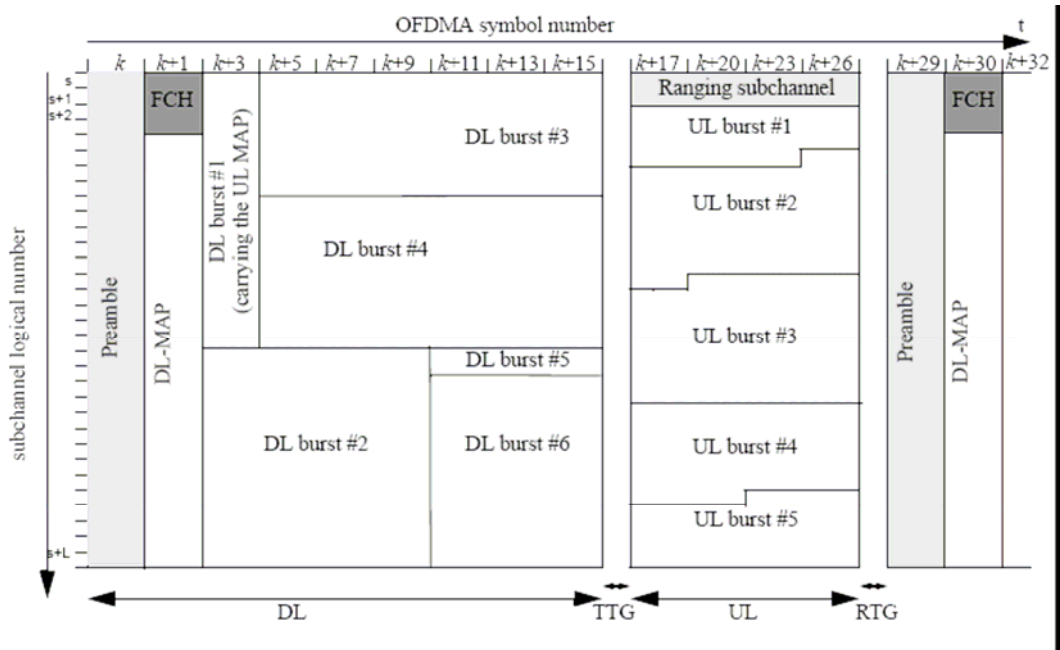 OFDMA symbol number
t
k
k+1
k+3
k+5
k+7
k+9
k+11
k+13
k+15
k+17
k+20
k+23
k+26
k+29
k+30
k+32
subchannel logical number
s
s+1
s+2
s+L
Preamble
FCH
DL-MAP
DL burst #1
(carrying the UL MAP)
DL burst #3
DL burst #4
DL burst #5
DL burst #2
DL burst #6
Ranging subchannel
UL burst #1
UL burst #2
UL burst #3
UL burst #4
UL burst #5
Preamble
FCH
DL-MAP
DL
TTG
UL
RTG